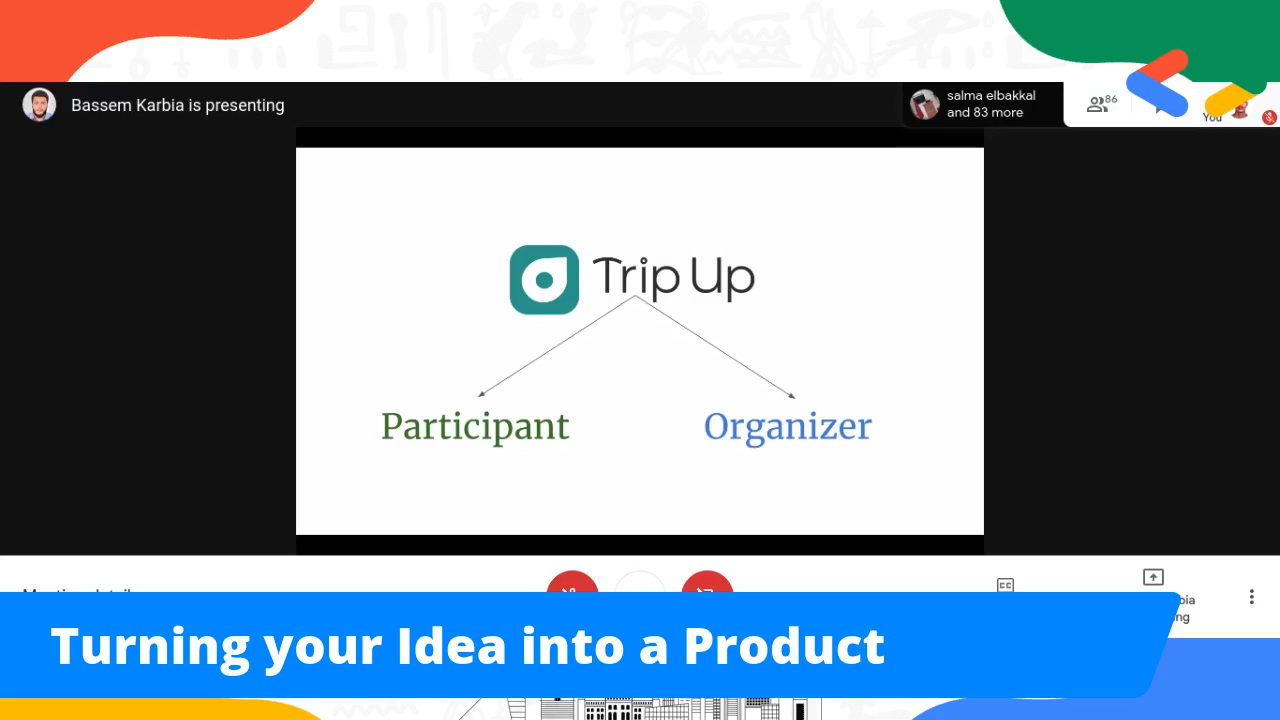 Bassem Karbia is presenting
salma elbakkal
and 83 more
86
You
Trip Up
Participant
Organizer
Turning your Idea into a Product